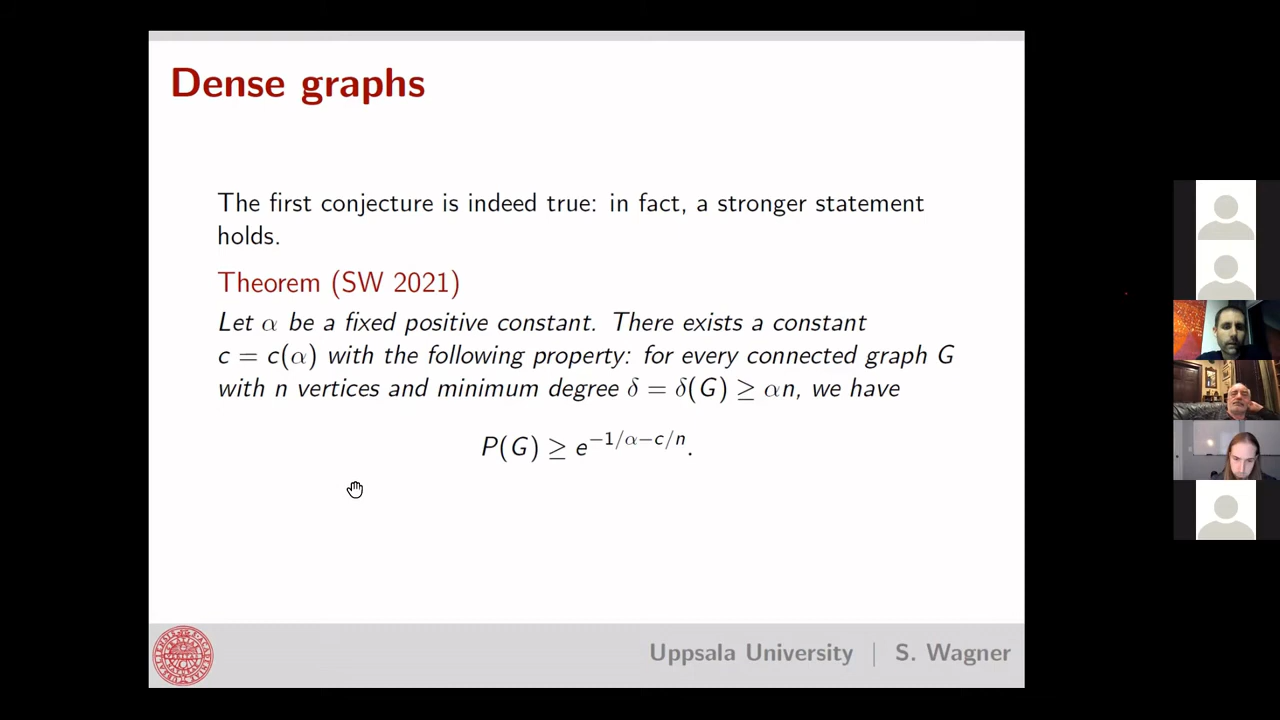 Dense graphs
The first conjecture is indeed true: in fact, a stronger statement
holds.
Theorem (SW 2021)
Let α be a fixed positive constant. There exists a constant
c = c(α) with the following property: for every connected graph G
with n vertices and minimum degree δ = δ(G) ≥ αn, we have
P(G) ≥ e^{−1/α−c/n}.
Uppsala University | S. Wagner